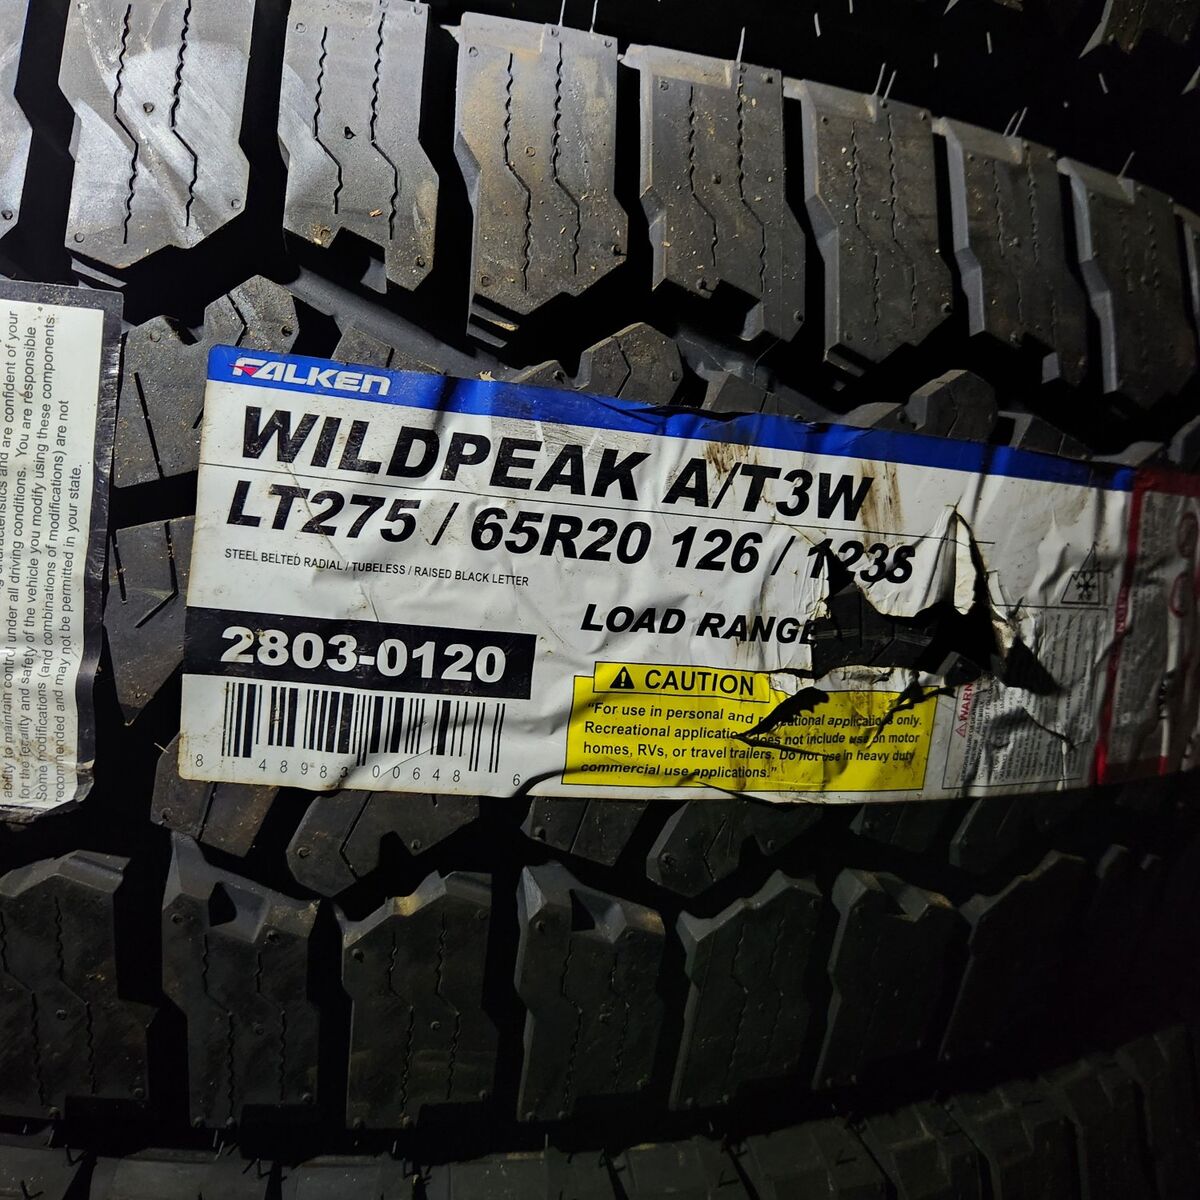 characteristics and are confident of your
ability to maintain control under all driving conditions. You are responsible
for the legality and safety of the vehicle you modify using these components.
Some modifications (and combinations of modifications) are not
recommended and may not be permitted in your state.
FALKEN
WILDPEAK A/T3W
LT275 / 65R20 126 / 123S
STEEL BELTED RADIAL / TUBELESS / RAISED BLACK LETTER
LOAD RANGE
2803-0120
8 48983 00648 6
CAUTION
"For use in personal and recreational applications only.
Recreational application does not include use on motor
homes, RVs, or travel trailers. Do not use in heavy duty
commercial use applications."